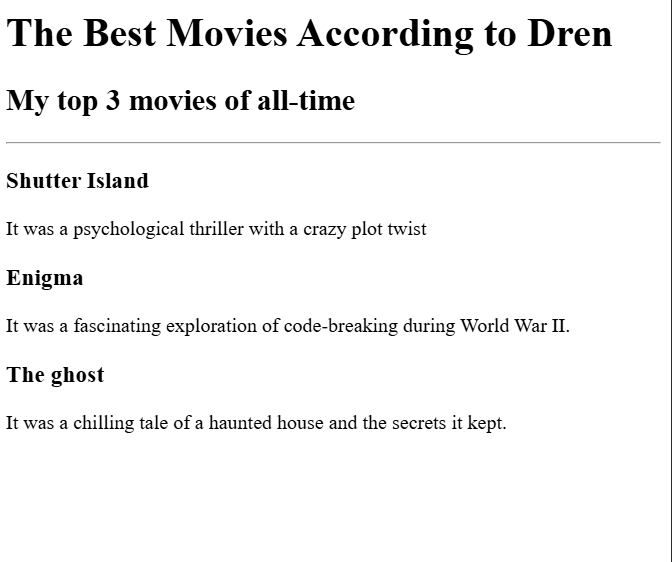 The Best Movies According to Dren
My top 3 movies of all-time
Shutter Island
It was a psychological thriller with a crazy plot twist
Enigma
It was a fascinating exploration of code-breaking during World War II.
The ghost
It was a chilling tale of a haunted house and the secrets it kept.